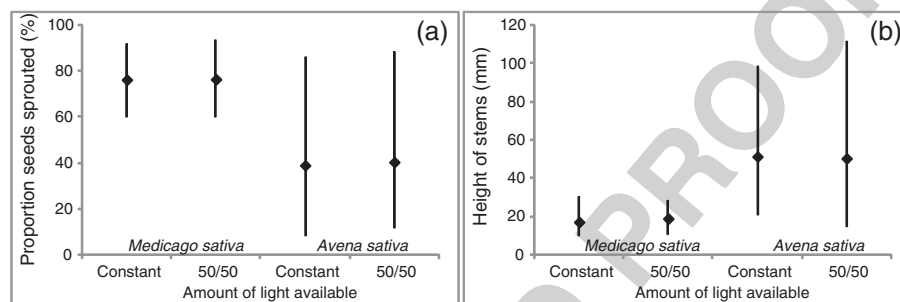 (a)
Proportion seeds sprouted (%)
100
80
60
40
20
0
Medicago sativa Avena sativa
Constant 50/50 Constant 50/50
Amount of light available
(b)
Height of stems (mm)
120
100
80
60
40
20
0
Medicago sativa Avena sativa
Constant 50/50 Constant 50/50
Amount of light available
PROOF